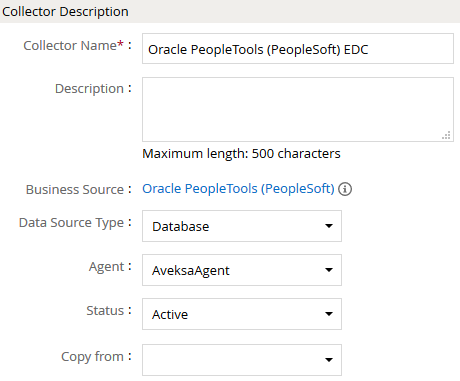 Collector Description
Collector Name* : Oracle PeopleTools (PeopleSoft) EDC
Description :
Maximum length: 500 characters
Business Source : Oracle PeopleTools (PeopleSoft)
Data Source Type : Database
Agent : AveksaAgent
Status : Active
Copy from :